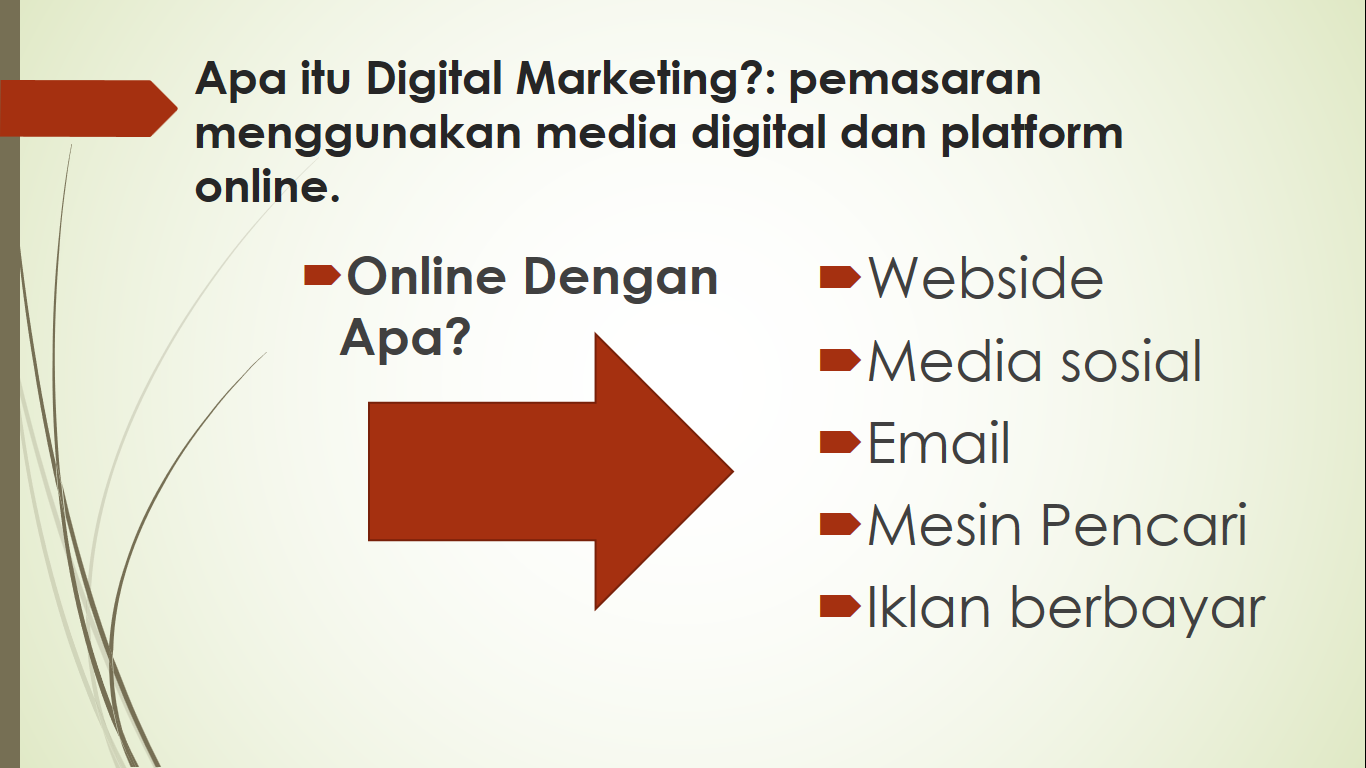 Apa itu Digital Marketing?: pemasaran
menggunakan media digital dan platform
online.
Online Dengan
Apa?
Webside
Media sosial
Email
Mesin Pencari
Iklan berbayar